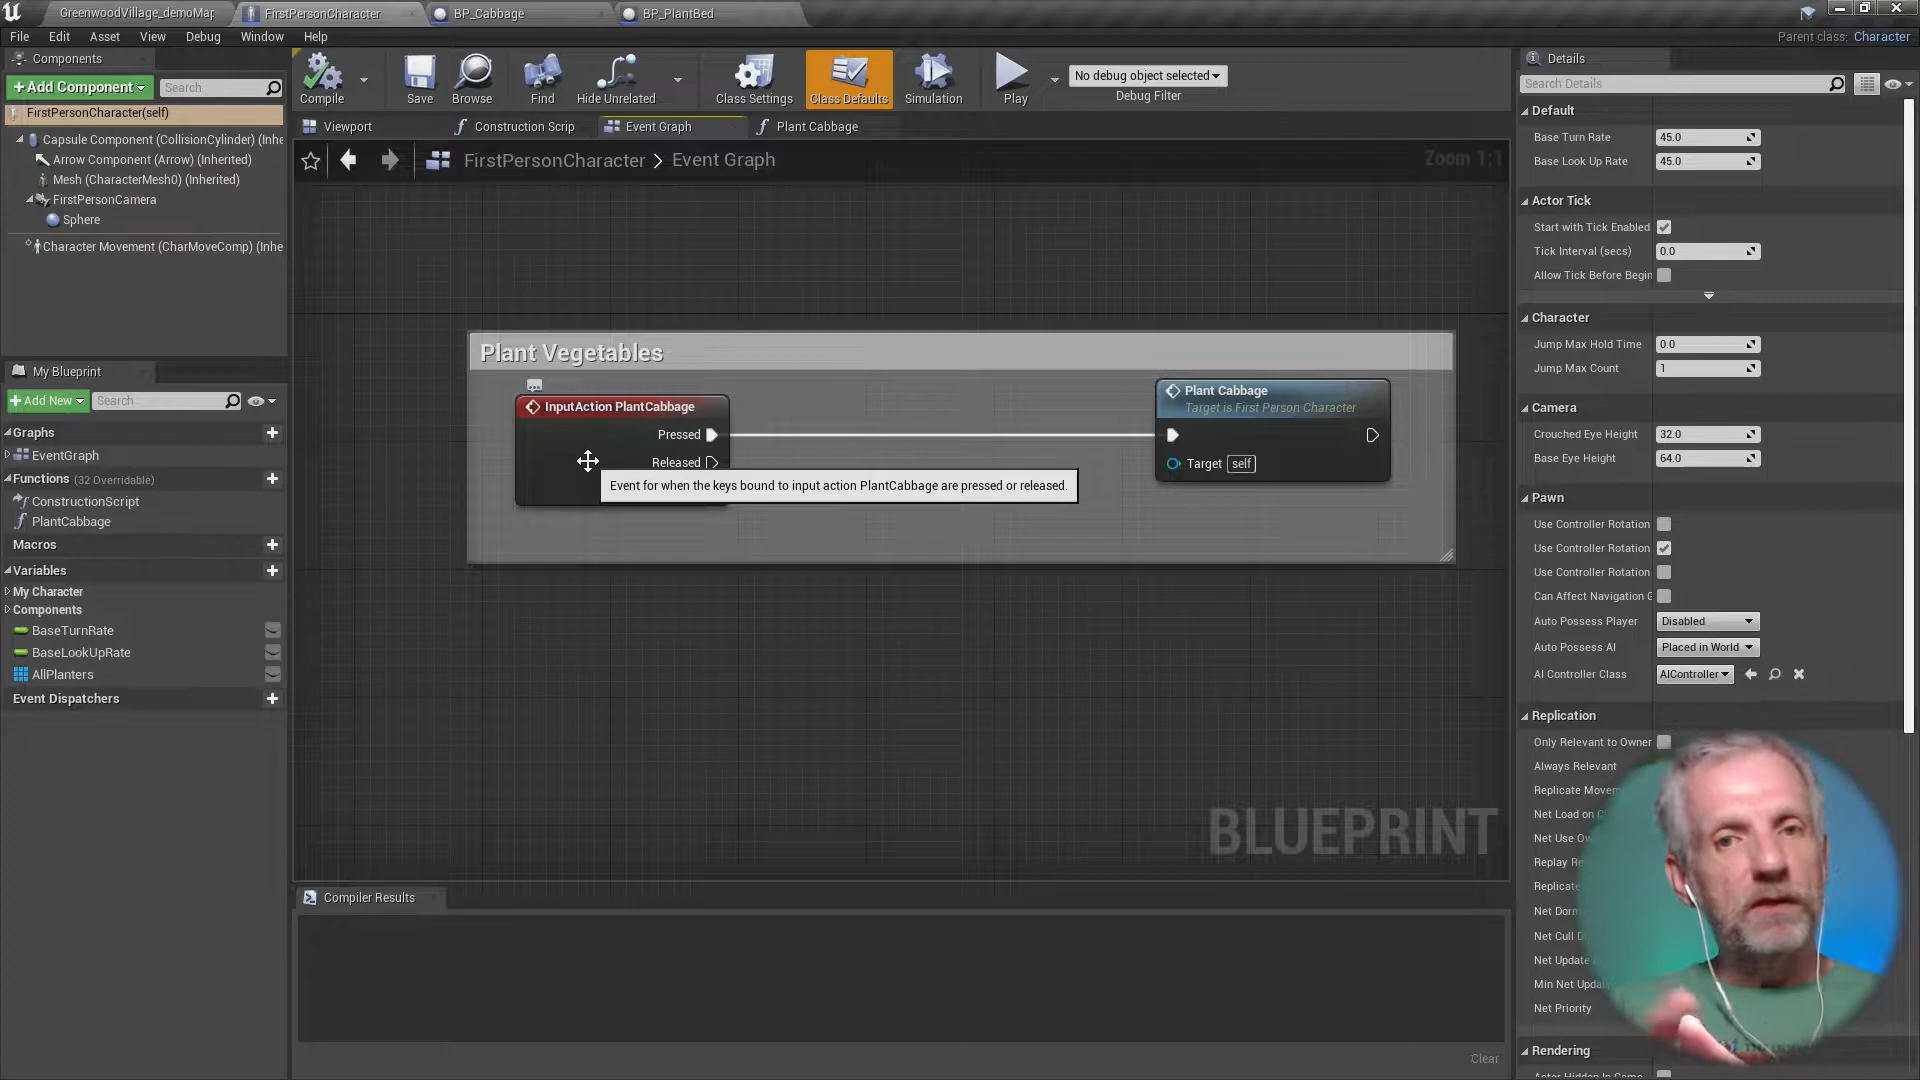 GreenwoodVillage_demoMap
FirstPersonCharacter
BP_Cabbage
BP_PlantBed
File
Edit
Asset
View
Debug
Window
Help
Parent class: Character
Components
+Add Component
Search
FirstPersonCharacter(self)
Capsule Component (CollisionCylinder) (Inhe
Arrow Component (Arrow) (Inherited)
Mesh (CharacterMesh0) (Inherited)
FirstPersonCamera
Sphere
Character Movement (CharMoveComp) (Inhe
My Blueprint
+Add New
Search
Graphs
EventGraph
Functions (32 Overridable)
ConstructionScript
PlantCabbage
Macros
Variables
My Character
Components
BaseTurnRate
BaseLookUpRate
AllPlanters
Event Dispatchers
Compile
Save
Browse
Find
Hide Unrelated
Class Settings
Class Defaults
Simulation
Play
No debug object selected
Debug Filter
Viewport
Construction Scrip
Event Graph
Plant Cabbage
FirstPersonCharacter > Event Graph
Zoom 1:1
Plant Vegetables
InputAction PlantCabbage
Pressed
Released
Event for when the keys bound to input action PlantCabbage are pressed or released.
Plant Cabbage
Target is First Person Character
Target self
BLUEPRINT
Compiler Results
Clear
Details
Search Details
Default
Base Turn Rate 45.0
Base Look Up Rate 45.0
Actor Tick
Start with Tick Enabled
Tick Interval (secs) 0.0
Allow Tick Before Begin
Character
Jump Max Hold Time 0.0
Jump Max Count 1
Camera
Crouched Eye Height 32.0
Base Eye Height 64.0
Pawn
Use Controller Rotation
Use Controller Rotation
Use Controller Rotation
Can Affect Navigation G
Auto Possess Player Disabled
Auto Possess AI Placed in World
AI Controller Class AIController
Replication
Only Relevant to Owner
Always Relevant
Replicate Movem
Net Load on C
Net Use Ow
Replay Re
Replicate
Net Dorm
Net Cull D
Net Update
Min Net Updat
Net Priority
Rendering
Actor Hidden In Game